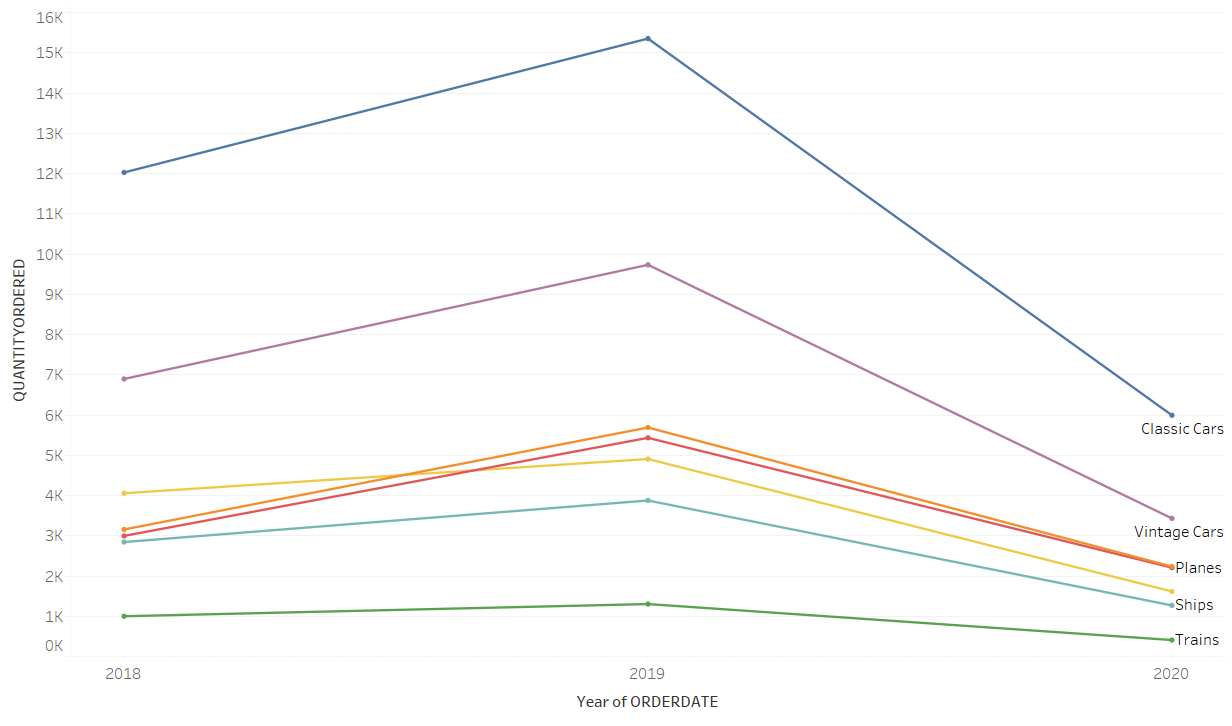 16K
15K
14K
13K
12K
11K
10K
9K
8K
7K
6K
5K
4K
3K
2K
1K
0K
QUANTITYORDERED
Classic Cars
Vintage Cars
Planes
Ships
Trains
2018
2019
2020
Year of ORDERDATE